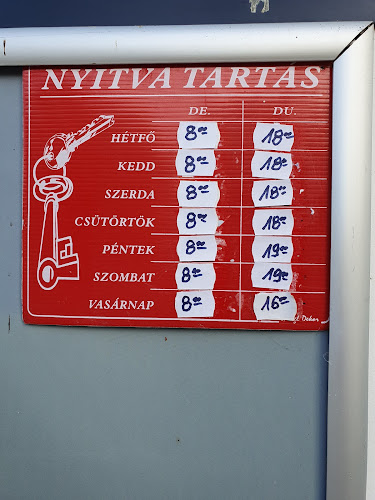 NYITVA TARTÁS
DE. DU.
HÉTFŐ 8⁰⁰ 18⁰⁰
KEDD 8⁰⁰ 18⁰⁰
SZERDA 8⁰⁰ 18⁰⁰
CSÜTÖRTÖK 8⁰⁰ 18⁰⁰
PÉNTEK 8⁰⁰ 19⁰⁰
SZOMBAT 8⁰⁰ 19⁰⁰
VASÁRNAP 8⁰⁰ 16⁰⁰
Dekor